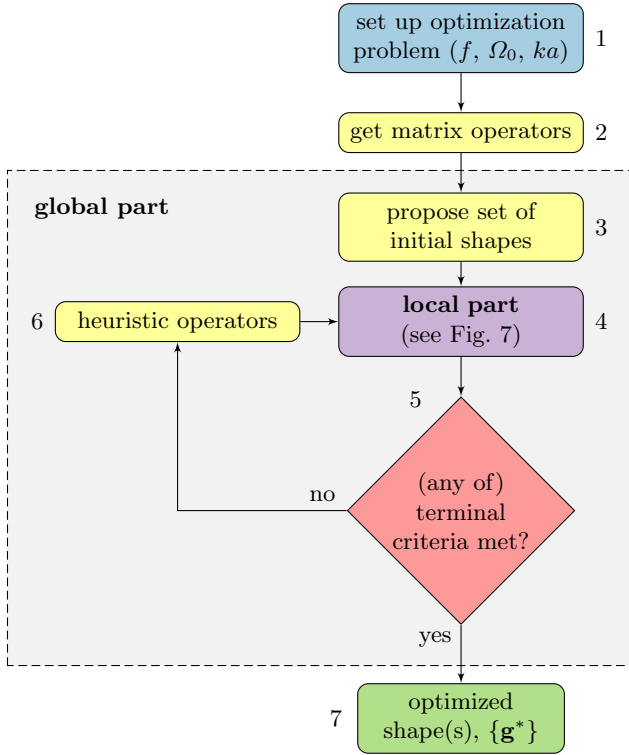 set up optimization
problem (f, Ω₀, ka)
1
get matrix operators
2
global part
propose set of
initial shapes
3
6
heuristic operators
local part
(see Fig. 7)
4
5
(any of)
terminal
criteria met?
no
yes
7
optimized
shape(s), {g*}